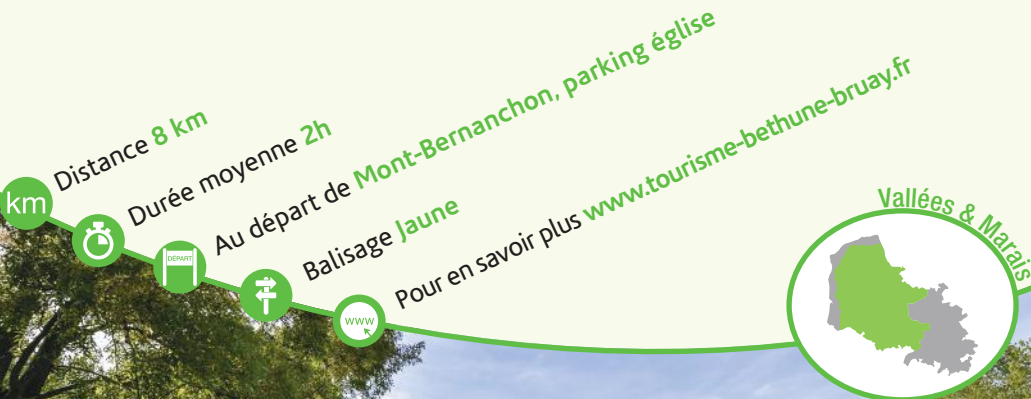 km
Distance 8 km
Durée moyenne 2h
DÉPART
Au départ de Mont-Bernanchon, parking église
Balisage Jaune
www
Pour en savoir plus www.tourisme-bethune-bruay.fr
Vallées & Marais